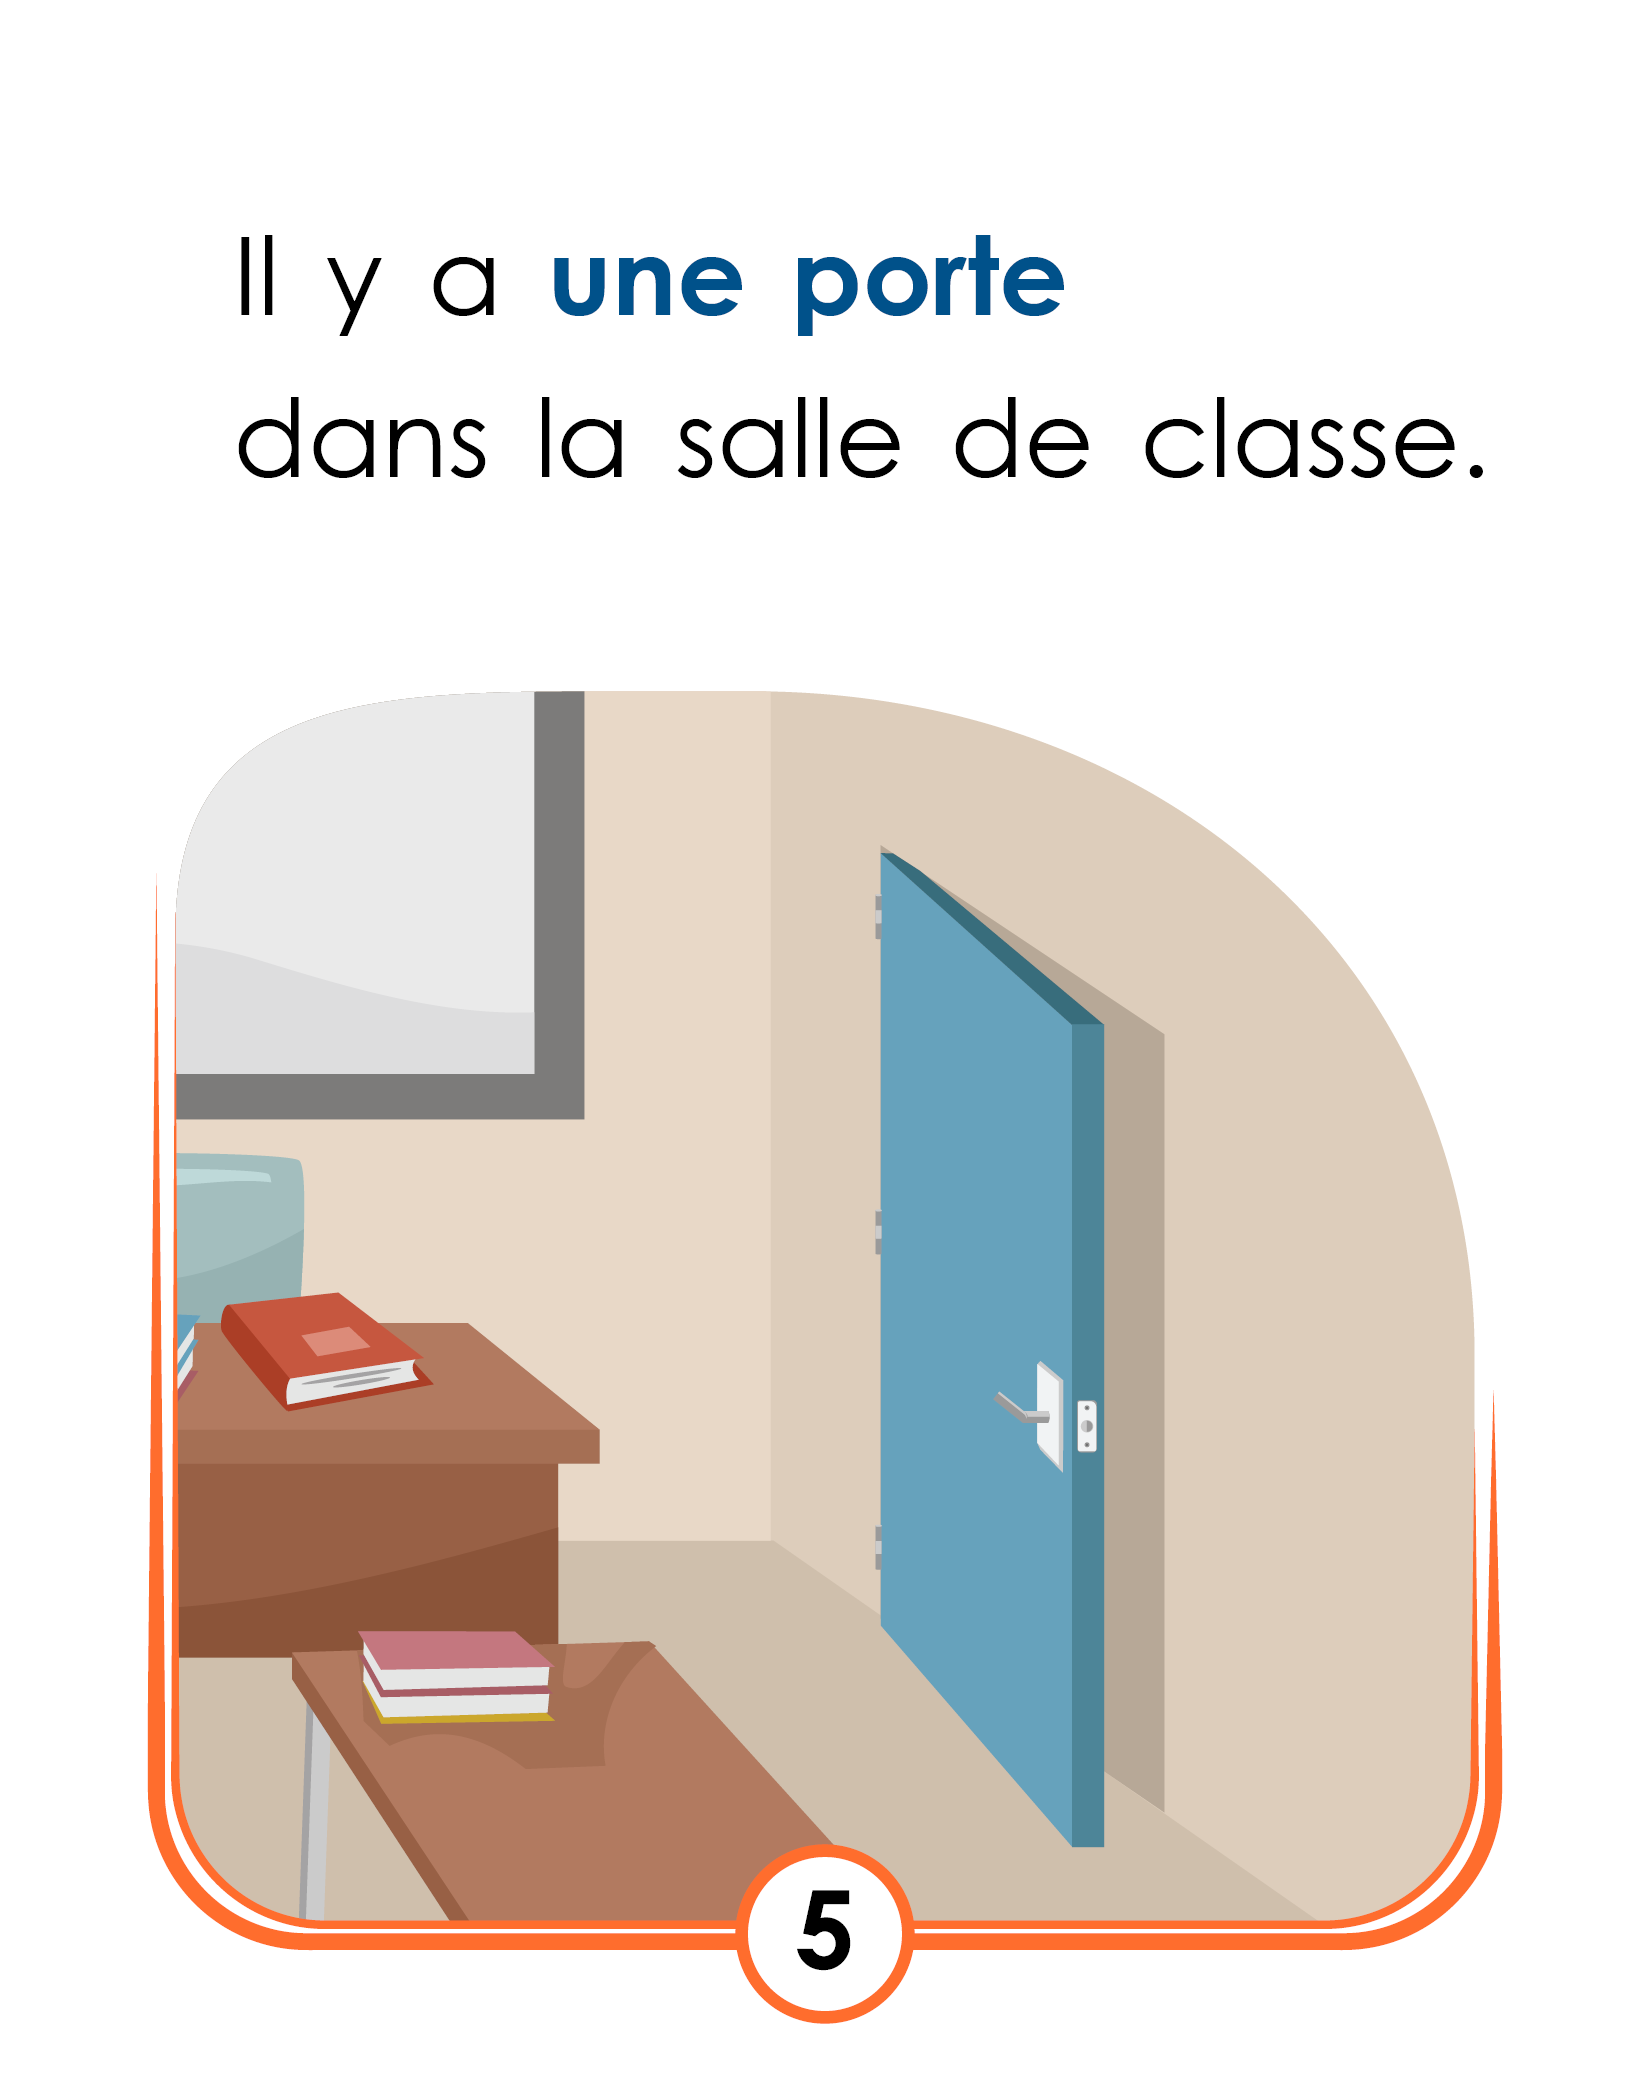 Il y a une porte
dans la salle de classe.
5